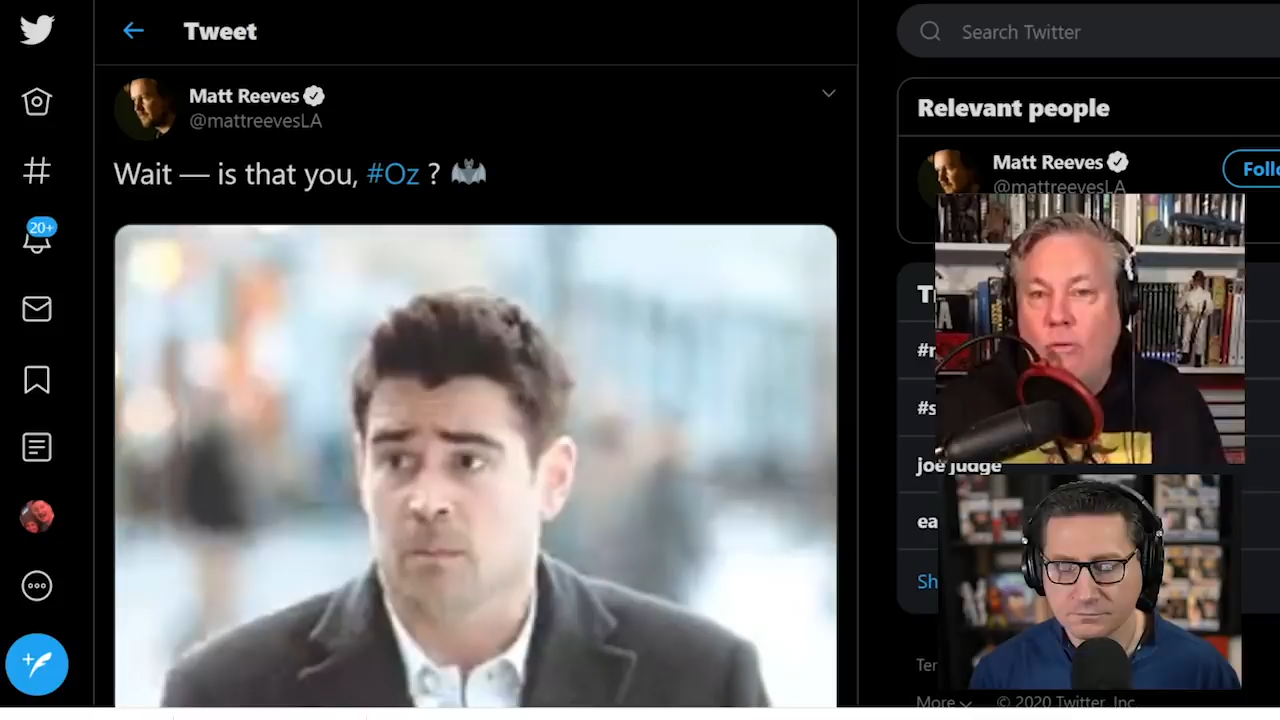 Tweet
Search Twitter
Matt Reeves
@mattreevesLA
Wait — is that you, #Oz ?
20+
Relevant people
Matt Reeves
@mattreevesLA
joe judge
More
© 2020 Twitter, Inc